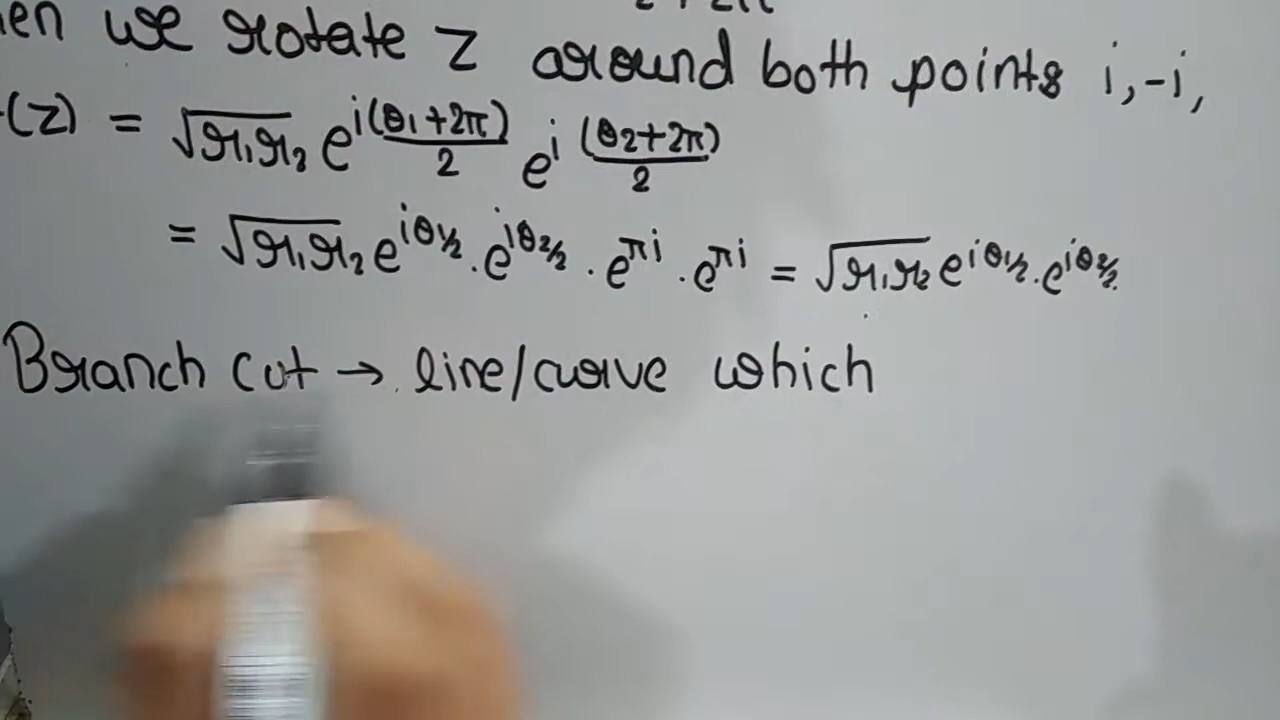 en we rotate z around both points i, -i,
(z) = √r₁r₂ e^i(θ₁+2π)/2 e^i(θ₂+2π)/2
= √r₁r₂ e^iθ₁/₂ . e^iθ₂/₂ . e^πi . e^πi = √r₁r₂ e^iθ₁/₂ . e^iθ₂/₂.
Branch cut → line/curve which